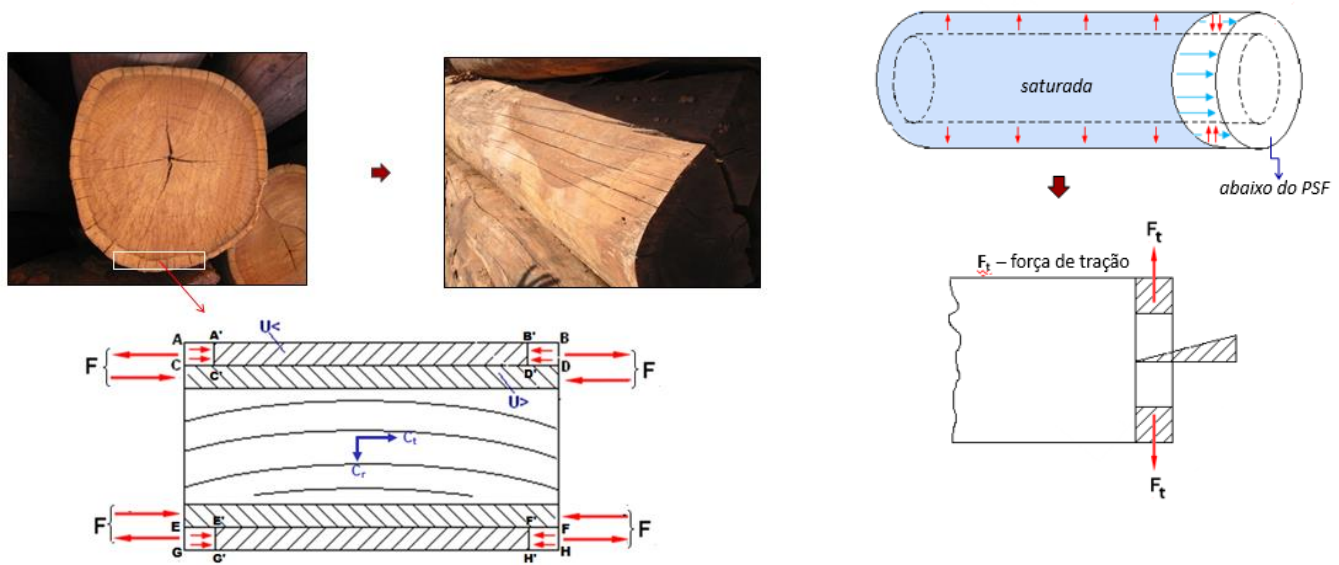 saturada
abaixo do PSF
Ft
Ft – força de tração
Ft
A A' U< B' B
F F
C C' D' D
U>
Ct
Cr
F F
E E' F' F
G G' H' H